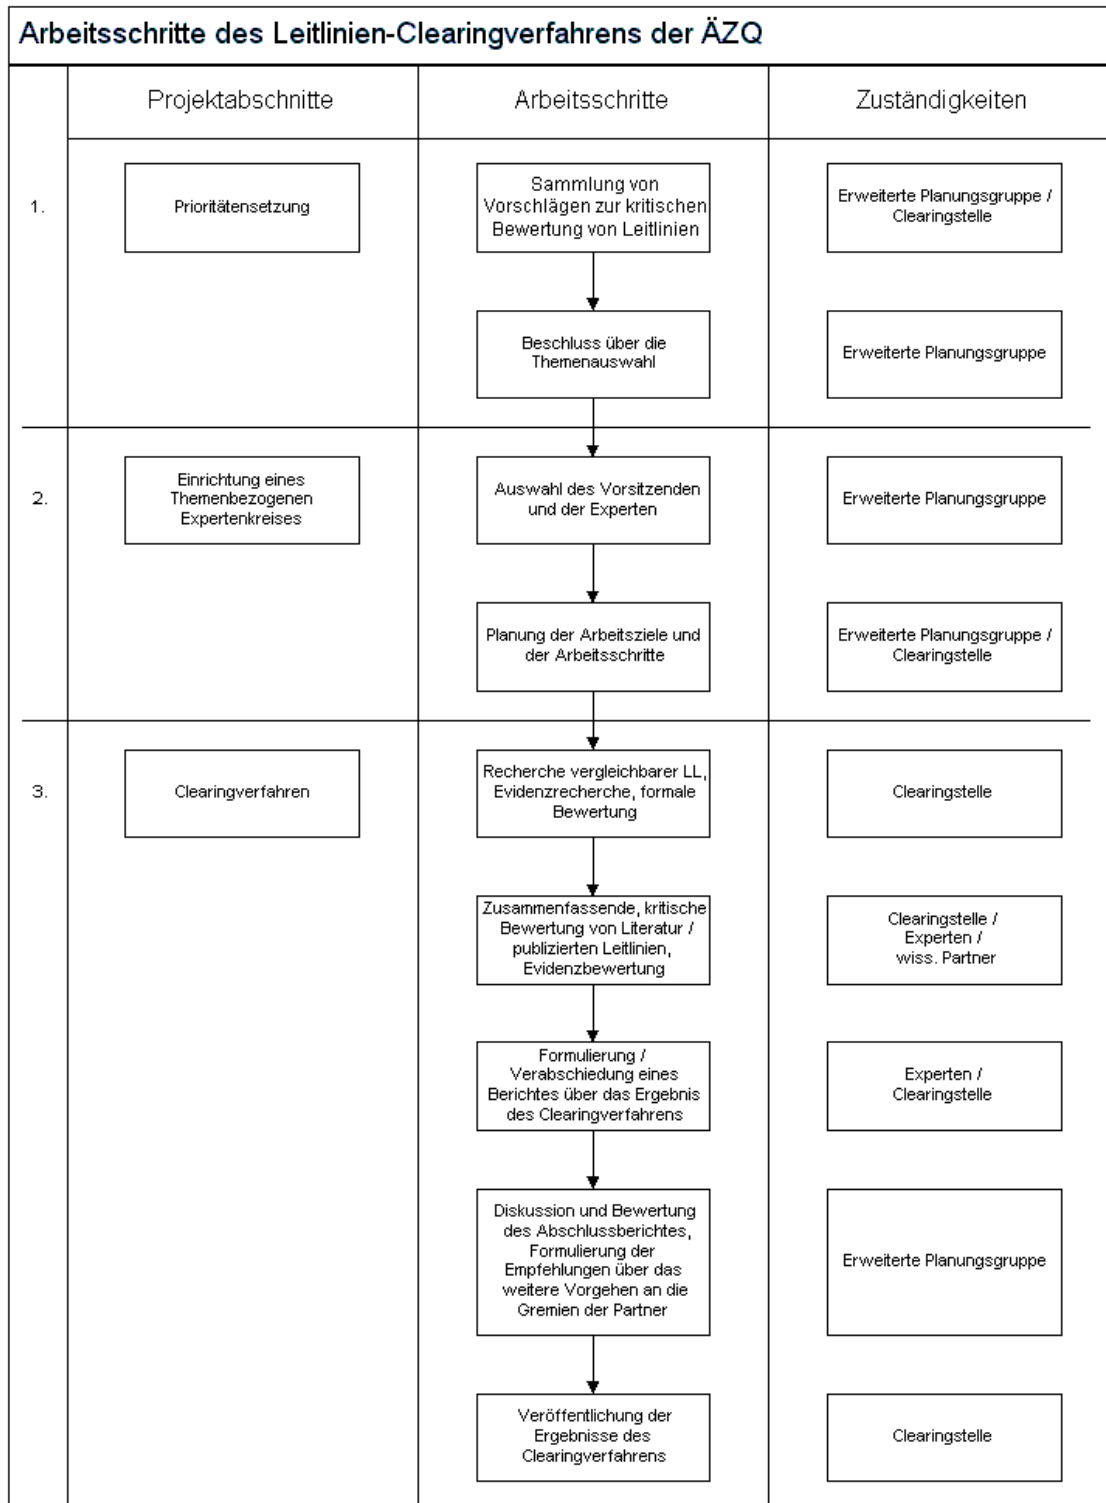 Arbeitsschritte des Leitlinien-Clearingverfahrens der ÄZQ
Projektabschnitte
Arbeitsschritte
Zuständigkeiten
1.
Prioritätensetzung
Sammlung von
Vorschlägen zur kritischen
Bewertung von Leitlinien
Erweiterte Planungsgruppe /
Clearingstelle
Beschluss über die
Themenauswahl
Erweiterte Planungsgruppe
2.
Einrichtung eines
Themenbezogenen
Expertenkreises
Auswahl des Vorsitzenden
und der Experten
Erweiterte Planungsgruppe
Planung der Arbeitsziele und
der Arbeitsschritte
Erweiterte Planungsgruppe /
Clearingstelle
3.
Clearingverfahren
Recherche vergleichbarer LL,
Evidenzrecherche, formale
Bewertung
Clearingstelle
Zusammenfassende, kritische
Bewertung von Literatur /
publizierten Leitlinien,
Evidenzbewertung
Clearingstelle /
Experten /
wiss. Partner
Formulierung /
Verabschiedung eines
Berichtes über das Ergebnis
des Clearingverfahrens
Experten /
Clearingstelle
Diskussion und Bewertung
des Abschlussberichtes,
Formulierung der
Empfehlungen über das
weitere Vorgehen an die
Gremien der Partner
Erweiterte Planungsgruppe
Veröffentlichung der
Ergebnisse des
Clearingverfahrens
Clearingstelle